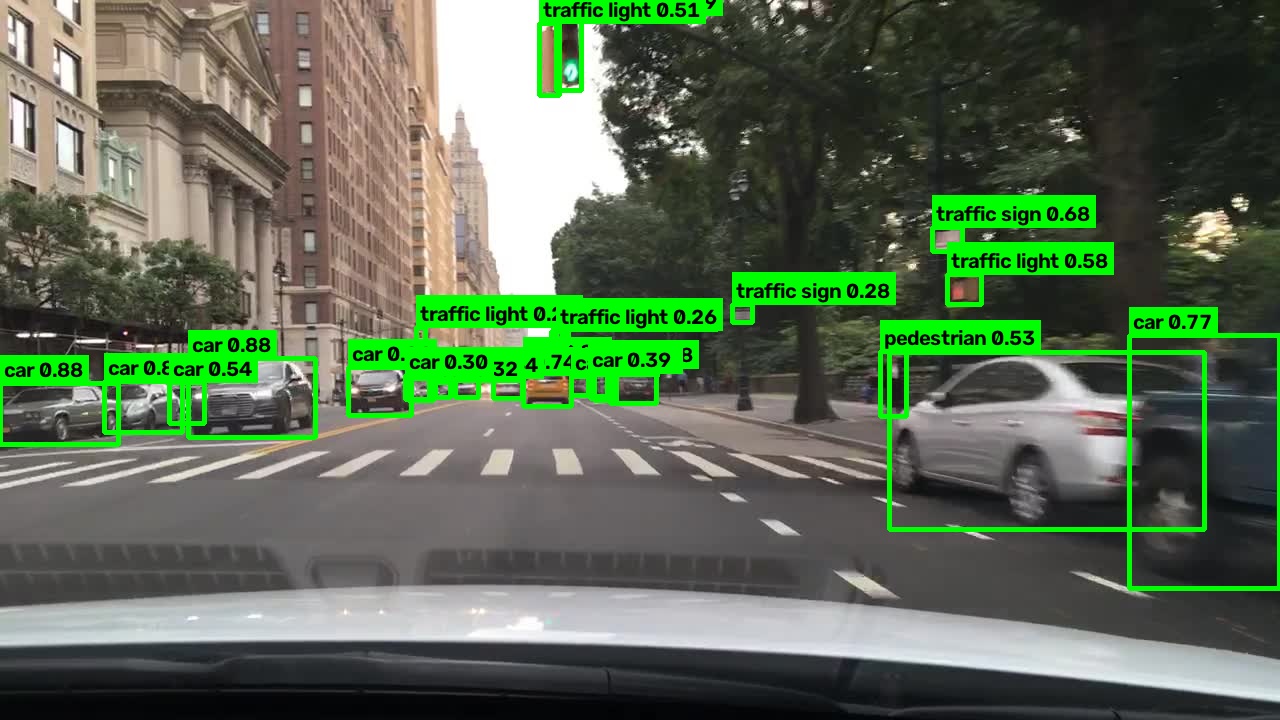 traffic light 0.51
traffic sign 0.68
traffic light 0.58
traffic sign 0.28
traffic light 0.26
car 0.77
pedestrian 0.53
car 0.88
car 0.39
car 0.30
.74
32
car 0.88
car 0.54